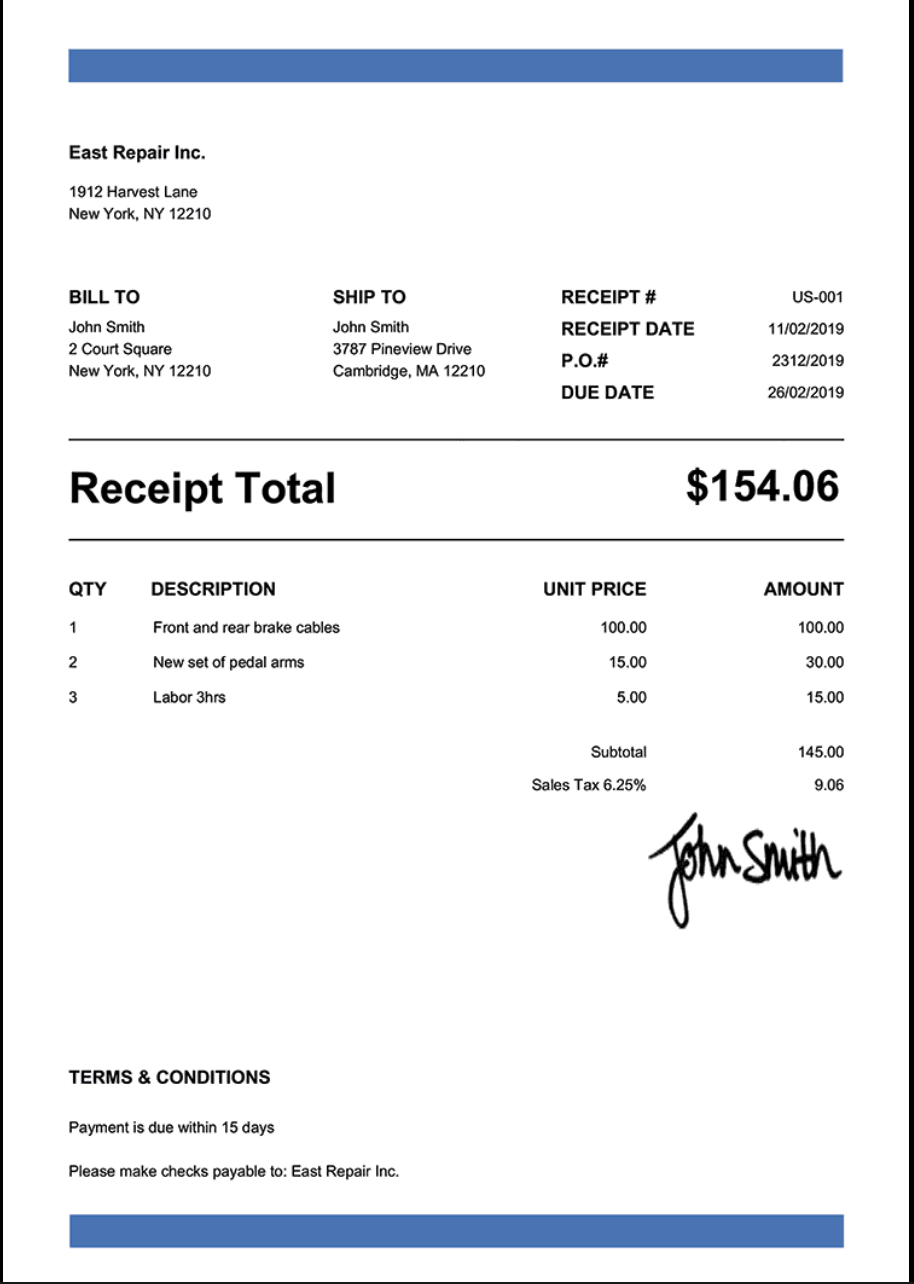 East Repair Inc.
1912 Harvest Lane
New York, NY 12210
BILL TO
John Smith
2 Court Square
New York, NY 12210
SHIP TO
John Smith
3787 Pineview Drive
Cambridge, MA 12210
RECEIPT # US-001
RECEIPT DATE 11/02/2019
P.O.# 2312/2019
DUE DATE 26/02/2019
Receipt Total $154.06
QTY DESCRIPTION UNIT PRICE AMOUNT
1 Front and rear brake cables 100.00 100.00
2 New set of pedal arms 15.00 30.00
3 Labor 3hrs 5.00 15.00
Subtotal 145.00
Sales Tax 6.25% 9.06
John Smith
TERMS & CONDITIONS
Payment is due within 15 days
Please make checks payable to: East Repair Inc.